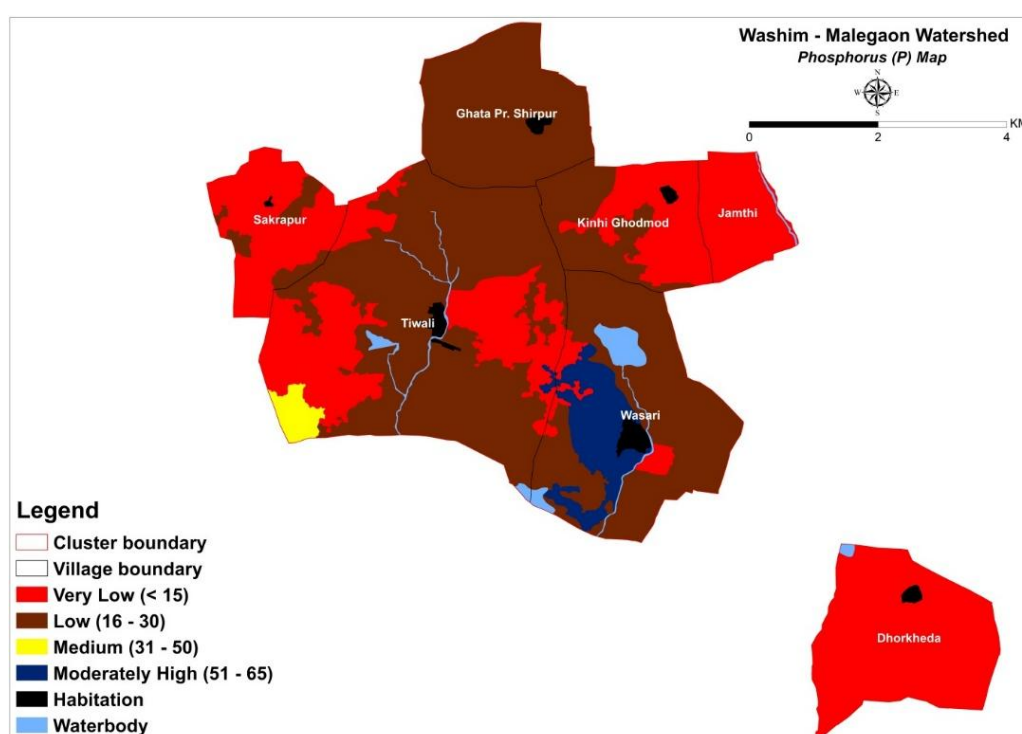 Washim - Malegaon Watershed
Phosphorus (P) Map
N
W E
S
KM
0 2 4
Ghata Pr. Shirpur
Sakrapur
Kinhi Ghodmod
Jamthi
Tiwali
Wasari
Dhorkheda
Legend
Cluster boundary
Village boundary
Very Low (< 15)
Low (16 - 30)
Medium (31 - 50)
Moderately High (51 - 65)
Habitation
Waterbody